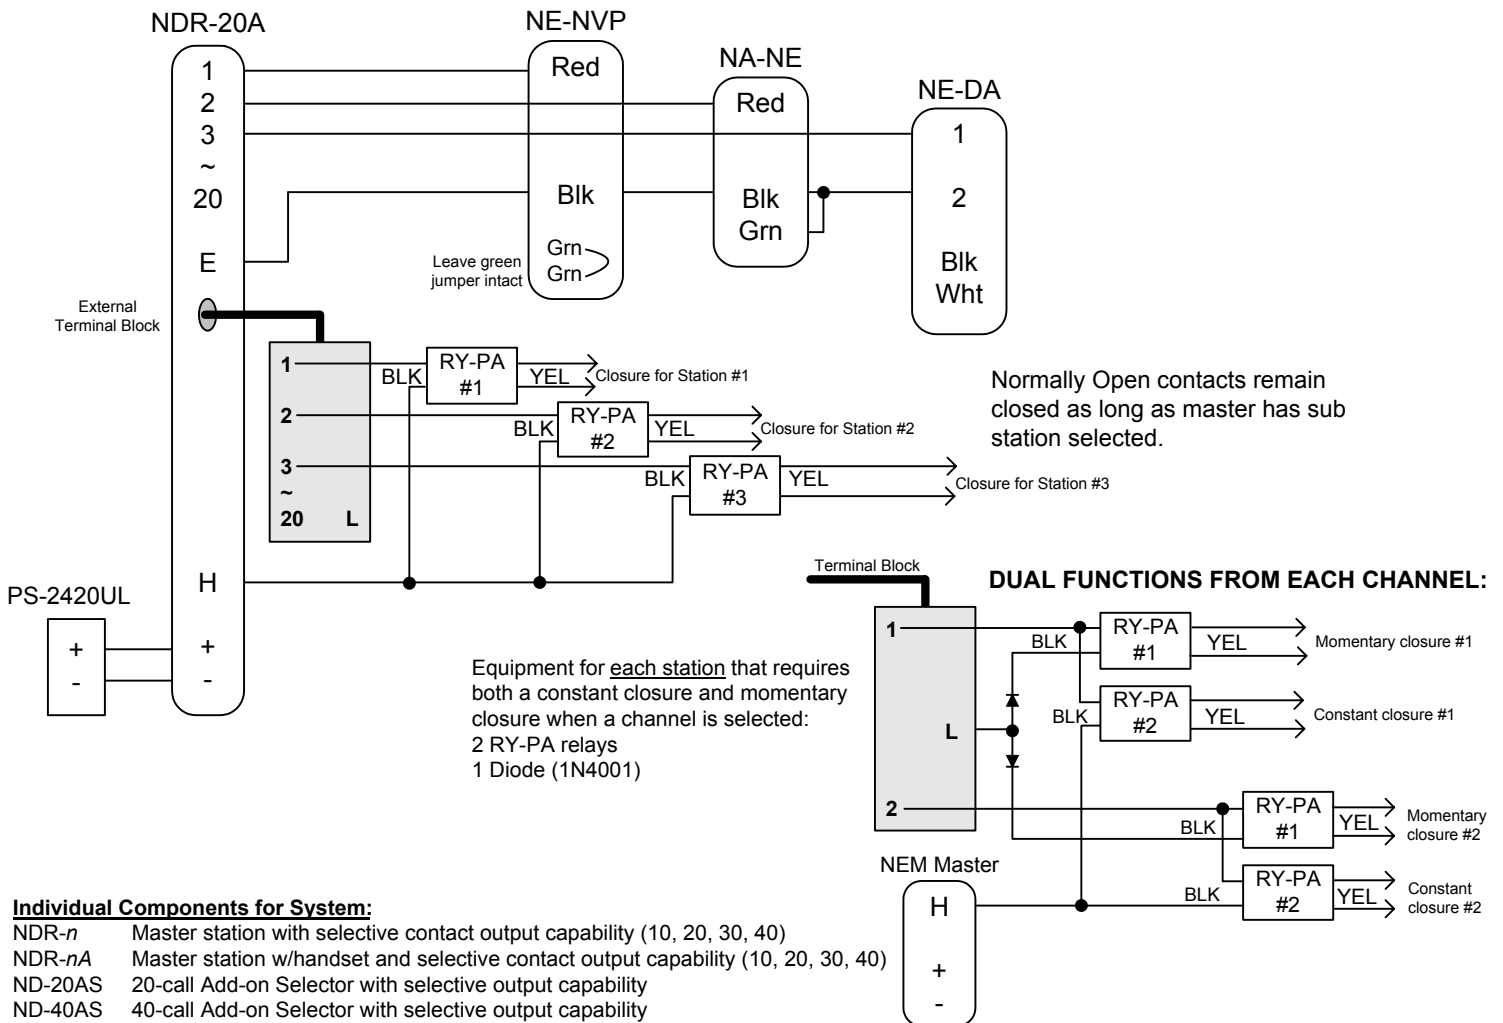 NDR-20A
1
2
3
~
20
E
H
+
-
NE-NVP
Red
Blk
Grn
Grn
Leave green
jumper intact
NA-NE
Red
Blk
Grn
NE-DA
1
2
Blk
Wht
External
Terminal Block
1
2
3
~
20 L
BLK
RY-PA
#1
YEL
Closure for Station #1
BLK
RY-PA
#2
YEL
Closure for Station #2
BLK
RY-PA
#3
YEL
Closure for Station #3
Normally Open contacts remain
closed as long as master has sub
station selected.
PS-2420UL
+
-
Equipment for each station that requires
both a constant closure and momentary
closure when a channel is selected:
2 RY-PA relays
1 Diode (1N4001)
Terminal Block
DUAL FUNCTIONS FROM EACH CHANNEL:
1
L
2
BLK
RY-PA
#1
YEL
Momentary closure #1
BLK
RY-PA
#2
YEL
Constant closure #1
BLK
RY-PA
#1
YEL
Momentary
closure #2
BLK
RY-PA
#2
YEL
Constant
closure #2
NEM Master
H
+
-
Individual Components for System:
NDR-n Master station with selective contact output capability (10, 20, 30, 40)
NDR-nA Master station w/handset and selective contact output capability (10, 20, 30, 40)
ND-20AS 20-call Add-on Selector with selective output capability
ND-40AS 40-call Add-on Selector with selective output capability